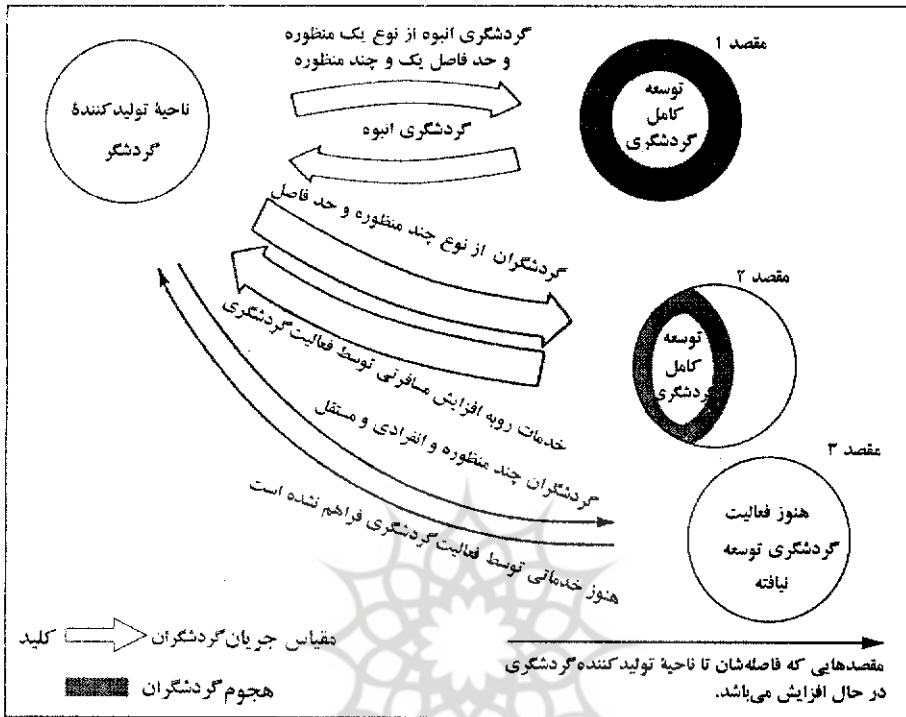 گردشگری انبوه از نوع یک منظوره
و حد فاصل یک و چند منظوره
مقصد ۱
ناحیهٔ تولیدکنندهٔ
گردشگر
توسعه
کامل
گردشگری
گردشگری انبوه
گردشگران از نوع چند منظوره و حد فاصل
مقصد ۲
توسعه
کامل
گردشگری
خدمات روبه افزایش مسافرتی توسط فعالیت‌گردشگری
گردشگران چند منظوره و انفرادی و مستقل
مقصد ۳
هنوز فعالیت
گردشگری توسعه
نیافته
هنوز خدماتی توسط فعالیت‌گردشگری فراهم نشده است
کلید
مقیاس جریان‌گردشگران
هجوم‌گردشگران
مقصدهایی که فاصله‌شان تا ناحیهٔ تولیدکننده‌گردشگری
در حال افزایش می‌باشد.